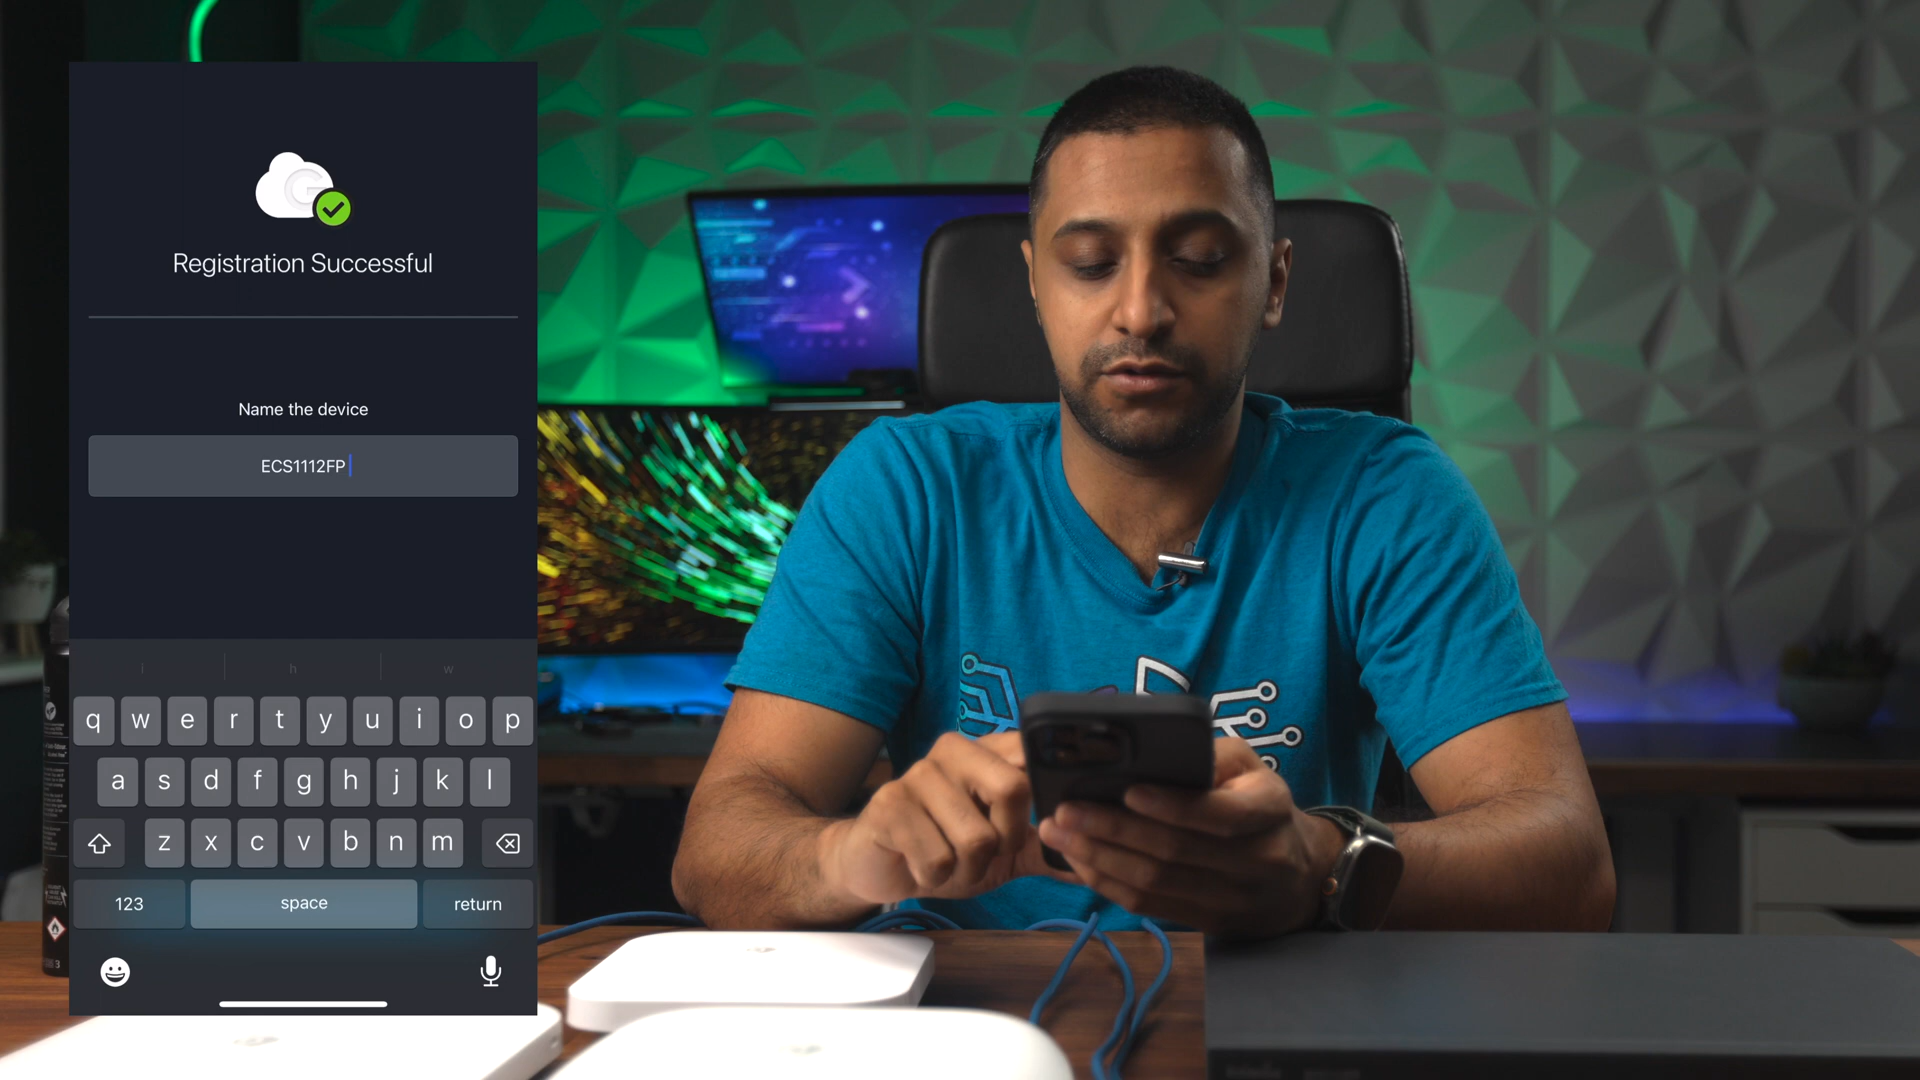 Registration Successful
Name the device
ECS1112FP
l h w
q w e r t y u i o p
a s d f g h j k l
z x c v b n m
123 space return